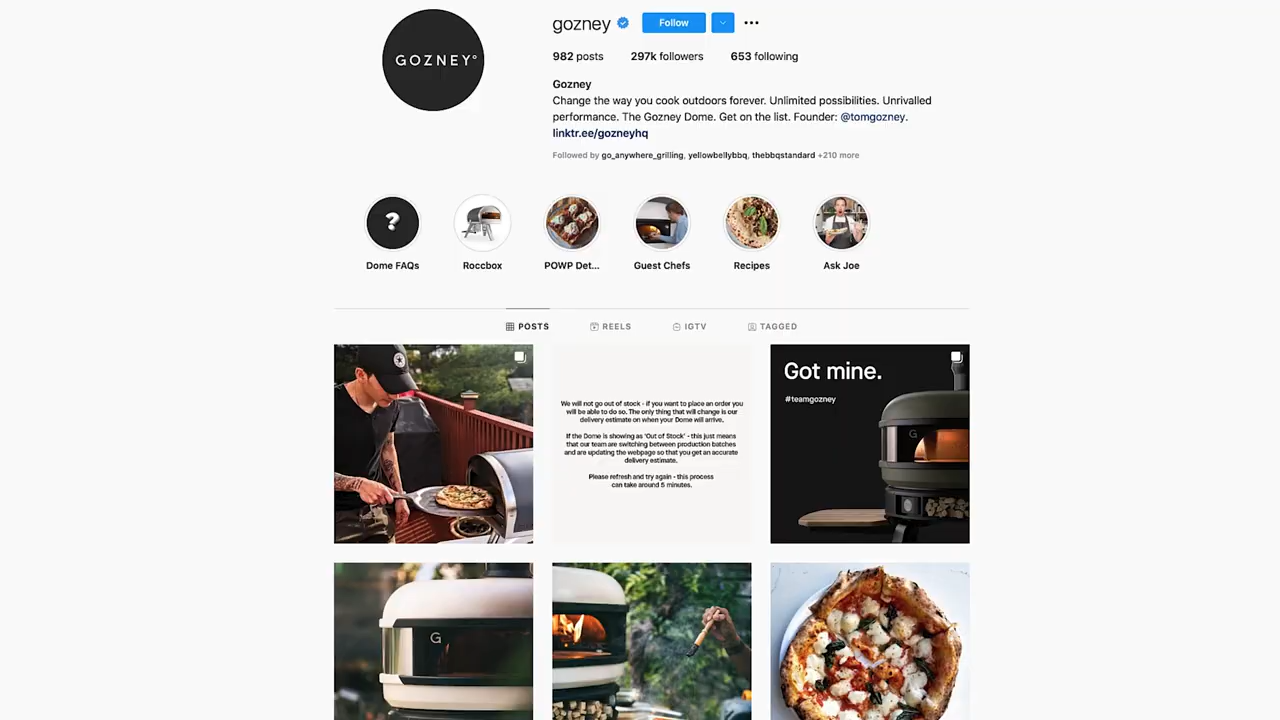 GOZNEY°
gozney
Follow
982 posts 297k followers 653 following
Gozney
Change the way you cook outdoors forever. Unlimited possibilities. Unrivalled
performance. The Gozney Dome. Get on the list. Founder: @tomgozney.
linktr.ee/gozneyhq
Followed by go_anywhere_grilling, yellowbellybbq, thebbqstandard +210 more
?
Dome FAQs Roccbox POWP Det... Guest Chefs Recipes Ask Joe
POSTS REELS IGTV TAGGED
We will not go out of stock - if you want to place an order you
will be able to do so. The only thing that will change is our
delivery estimate on when your Dome will arrive.
If the Dome is showing as 'Out of Stock' - this just means
that our team are switching between production batches
and are updating the webpage so that you get an accurate
delivery estimate.
Please refresh and try again - this process
can take around 5 minutes.
Got mine.
#teamgozney
G
G